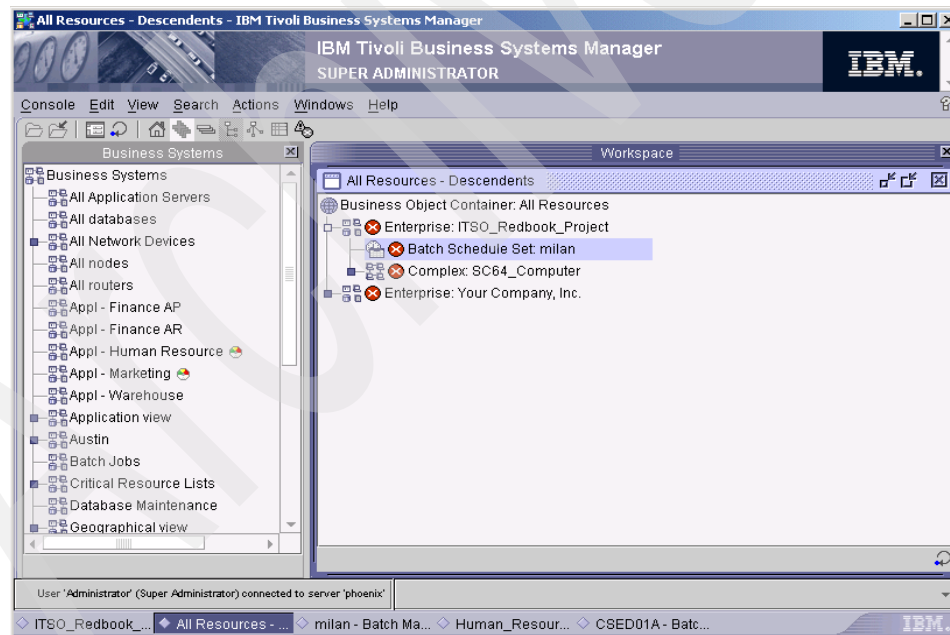 All Resources - Descendents - IBM Tivoli Business Systems Manager
IBM Tivoli Business Systems Manager
SUPER ADMINISTRATOR
IBM.
Console Edit View Search Actions Windows Help
Business Systems
Workspace
Business Systems
All Application Servers
All databases
All Network Devices
All nodes
All routers
Appl - Finance AP
Appl - Finance AR
Appl - Human Resource
Appl - Marketing
Appl - Warehouse
Application view
Austin
Batch Jobs
Critical Resource Lists
Database Maintenance
Geographical view
All Resources - Descendents
Business Object Container: All Resources
Enterprise: ITSO_Redbook_Project
Batch Schedule Set: milan
Complex: SC64_Computer
Enterprise: Your Company, Inc.
User 'Administrator' (Super Administrator) connected to server 'phoenix'
ITSO_Redbook_... All Resources - ... milan - Batch Ma... Human_Resour... CSED01A - Batc...
IBM.